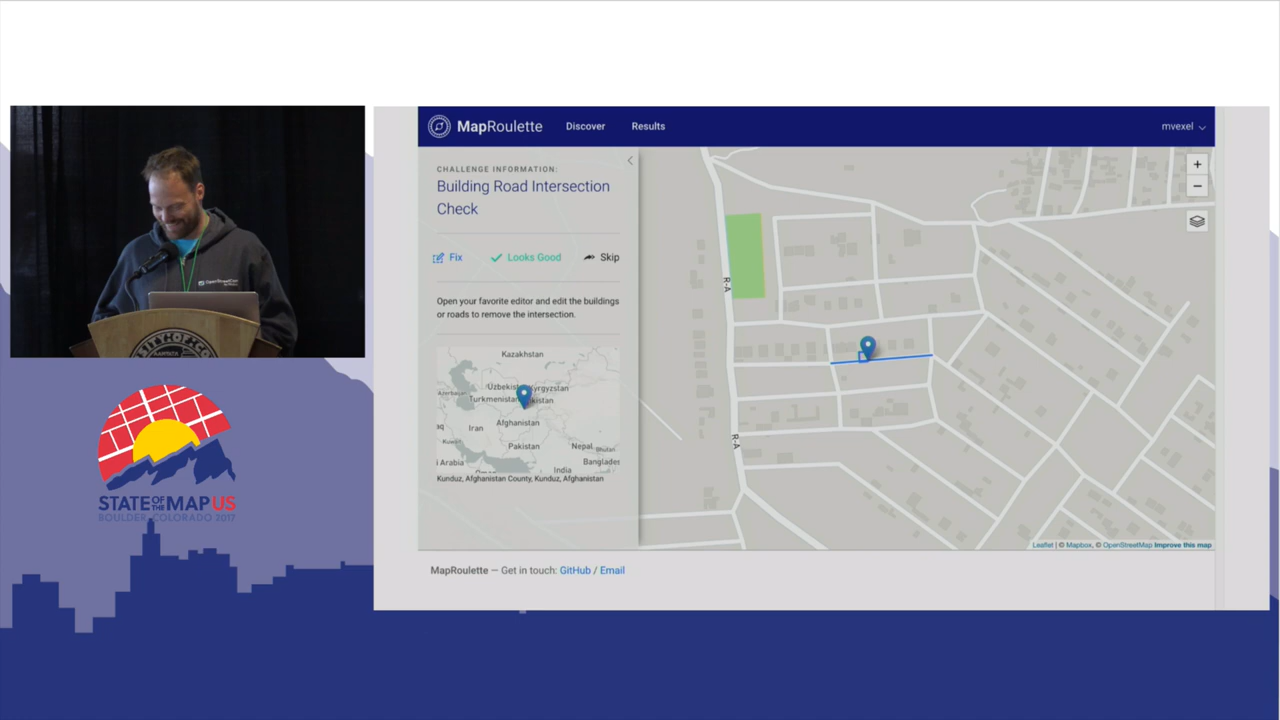 MapRoulette
Discover
Results
mvexel
CHALLENGE INFORMATION:
Building Road Intersection
Check
Fix
Looks Good
Skip
Open your favorite editor and edit the buildings
or roads to remove the intersection.
Kazakhstan
Turkmenistan
Iran
Afghanistan
Pakistan
Nepal
Bhutan
India
Kunduz, Afghanistan County, Kunduz, Afghanistan
R-A
R-A
+
−
Leaflet | © Mapbox, © OpenStreetMap Improve this map
MapRoulette — Get in touch: GitHub / Email
STATE OF THE MAP US
BOULDER, COLORADO 2017